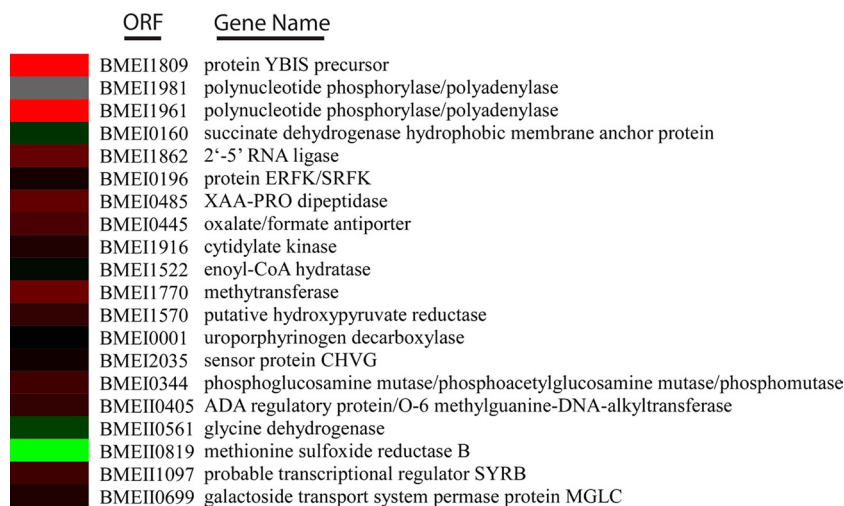 ORF Gene Name
BMEI1809 protein YBIS precursor
BMEI1981 polynucleotide phosphorylase/polyadenylase
BMEI1961 polynucleotide phosphorylase/polyadenylase
BMEI0160 succinate dehydrogenase hydrophobic membrane anchor protein
BMEI1862 2‘-5’ RNA ligase
BMEI0196 protein ERFK/SRFK
BMEI0485 XAA-PRO dipeptidase
BMEI0445 oxalate/formate antiporter
BMEI1916 cytidylate kinase
BMEI1522 enoyl-CoA hydratase
BMEI1770 methytransferase
BMEI1570 putative hydroxypyruvate reductase
BMEI0001 uroporphyrinogen decarboxylase
BMEI2035 sensor protein CHVG
BMEI0344 phosphoglucosamine mutase/phosphoacetylglucosamine mutase/phosphomutase
BMEII0405 ADA regulatory protein/O-6 methylguanine-DNA-alkyltransferase
BMEII0561 glycine dehydrogenase
BMEII0819 methionine sulfoxide reductase B
BMEII1097 probable transcriptional regulator SYRB
BMEII0699 galactoside transport system permase protein MGLC